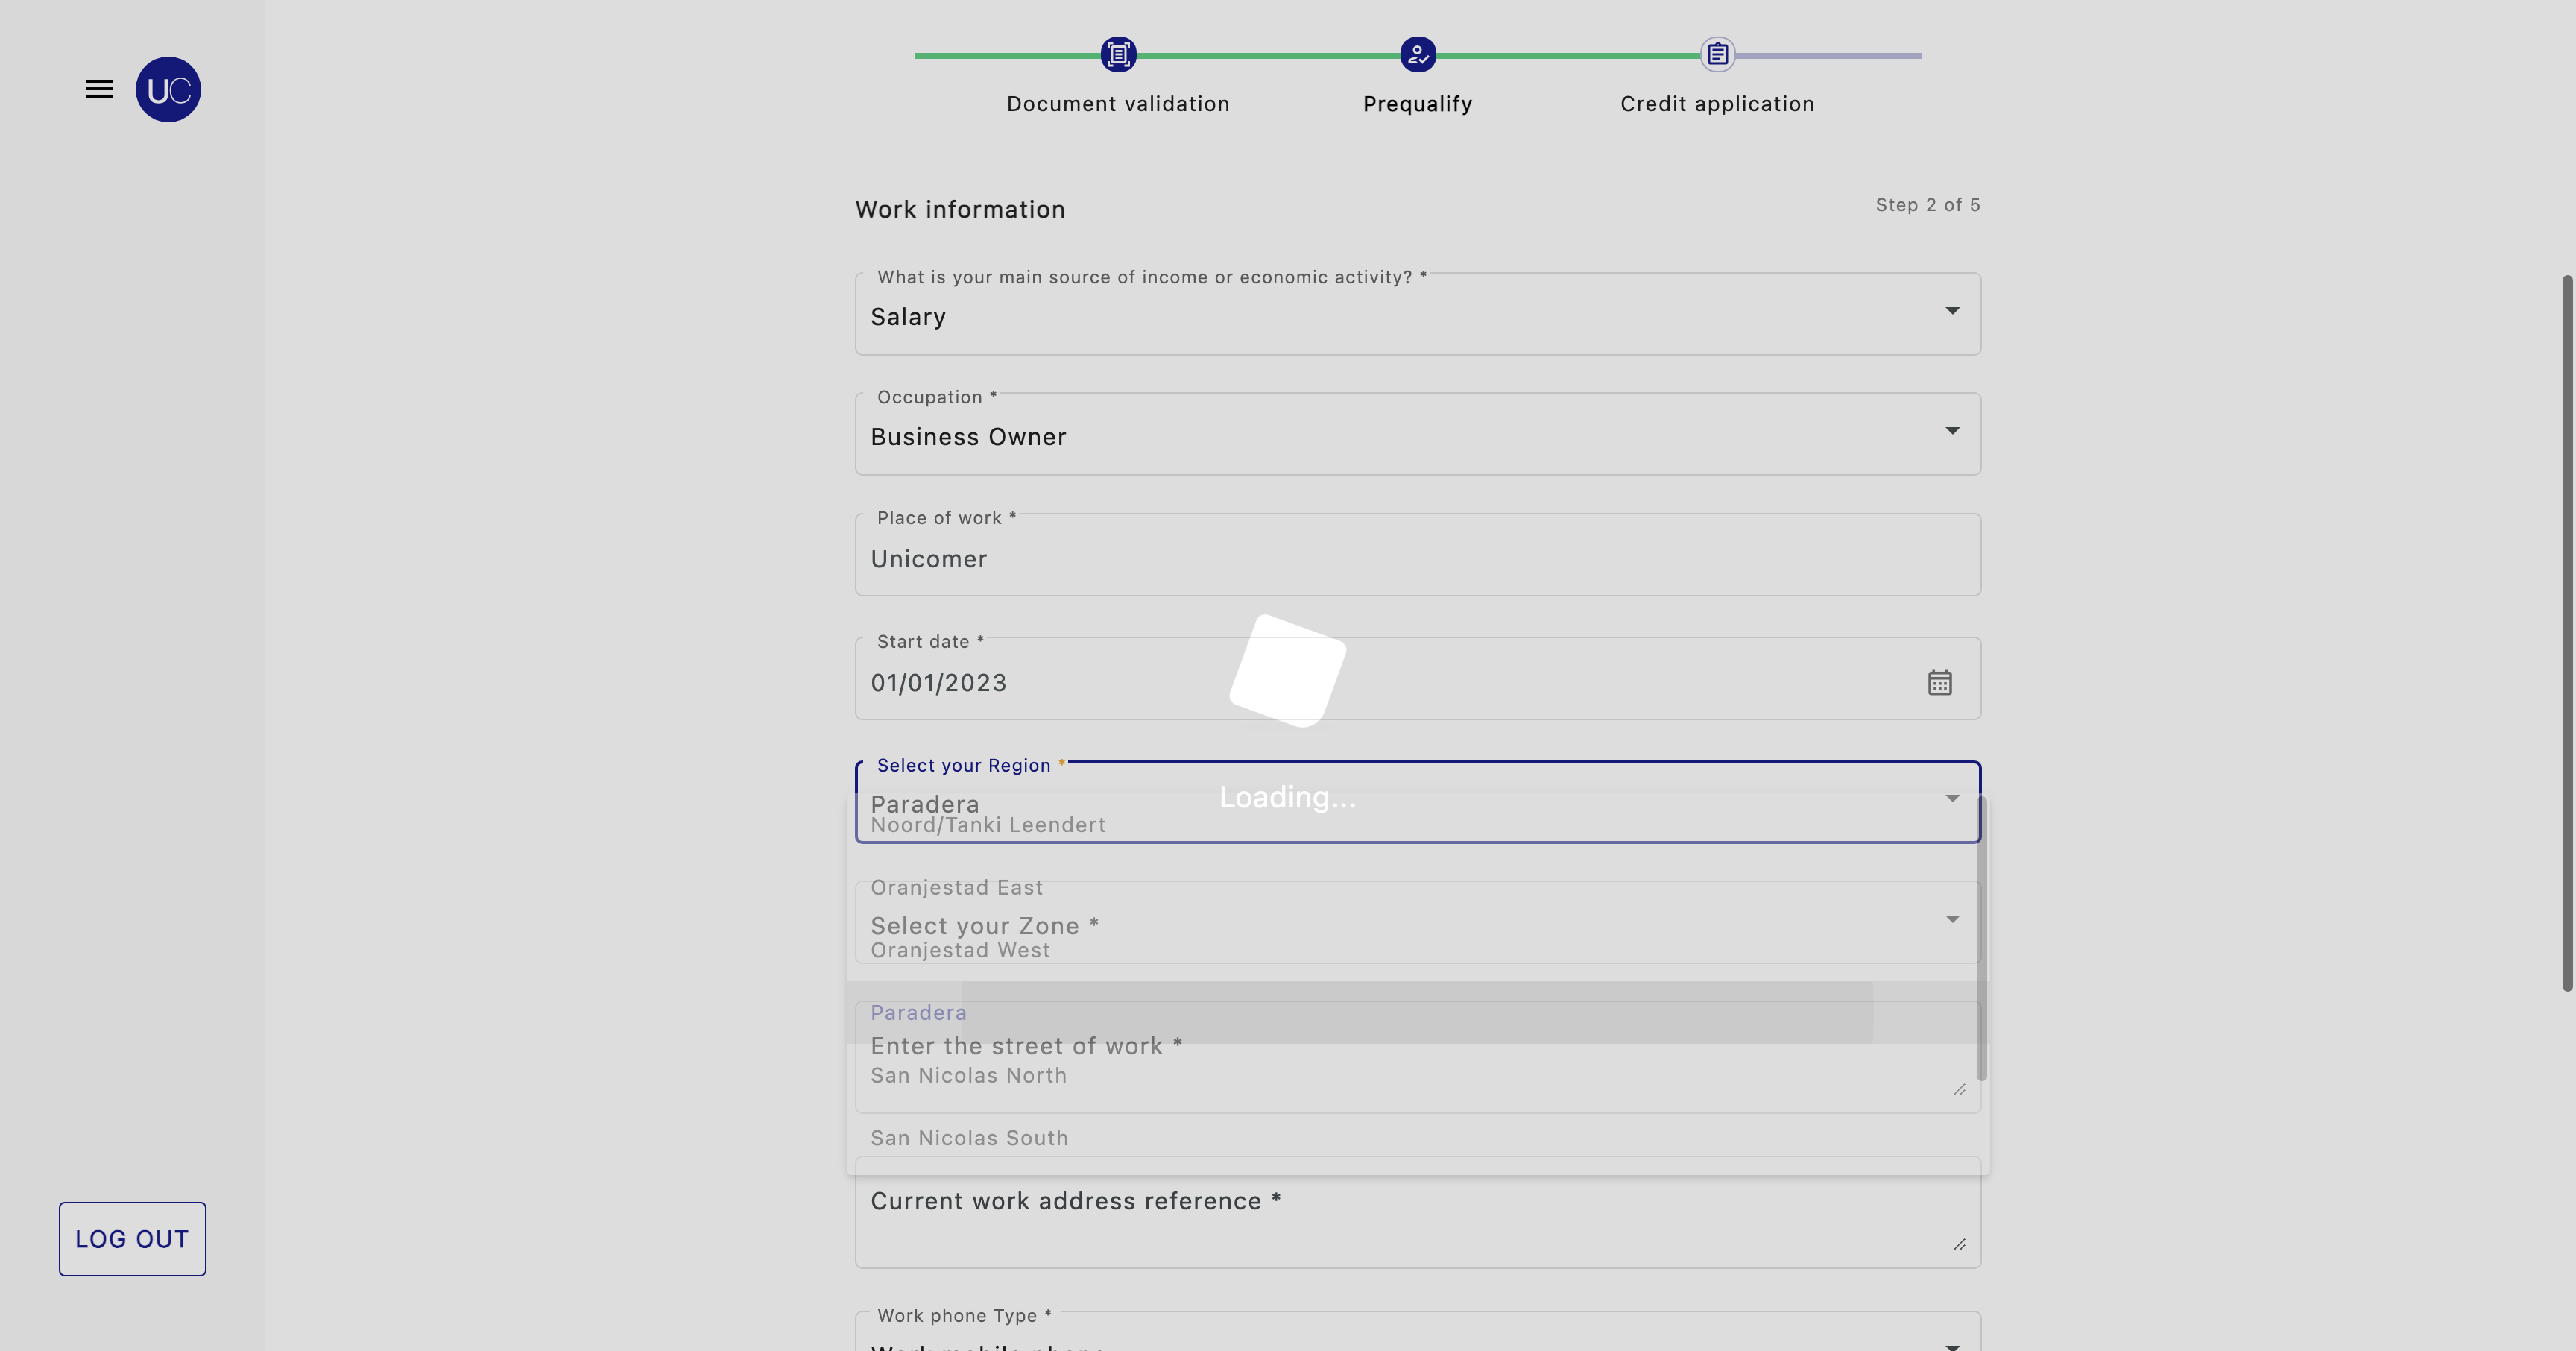 UC
Document validation
Prequalify
Credit application
Work information
Step 2 of 5
What is your main source of income or economic activity? *
Salary
Occupation *
Business Owner
Place of work *
Unicomer
Start date *
01/01/2023
Select your Region *
Paradera
Loading...
Noord/Tanki Leendert
Oranjestad East
Select your Zone *
Oranjestad West
Paradera
Enter the street of work *
San Nicolas North
San Nicolas South
Current work address reference *
LOG OUT
Work phone Type *
Work mobile phone